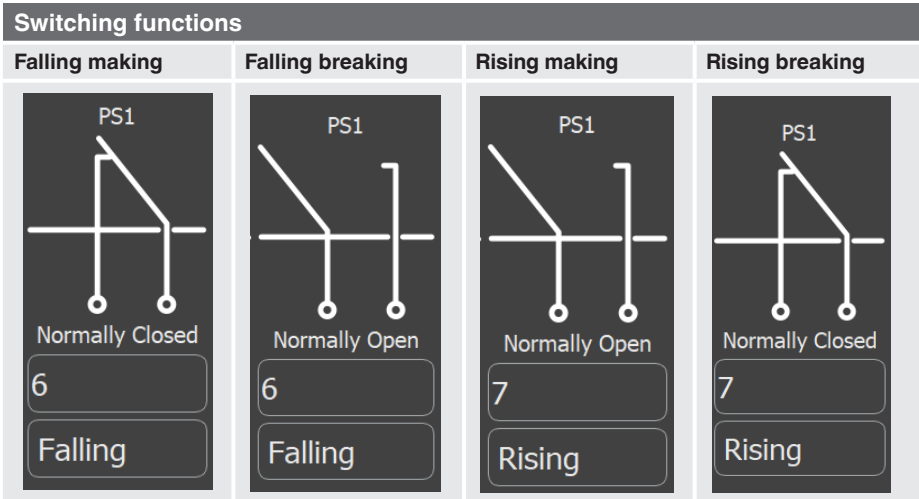 Switching functions
Falling making
Falling breaking
Rising making
Rising breaking
PS1
Normally Closed
6
Falling
PS1
Normally Open
6
Falling
PS1
Normally Open
7
Rising
PS1
Normally Closed
7
Rising